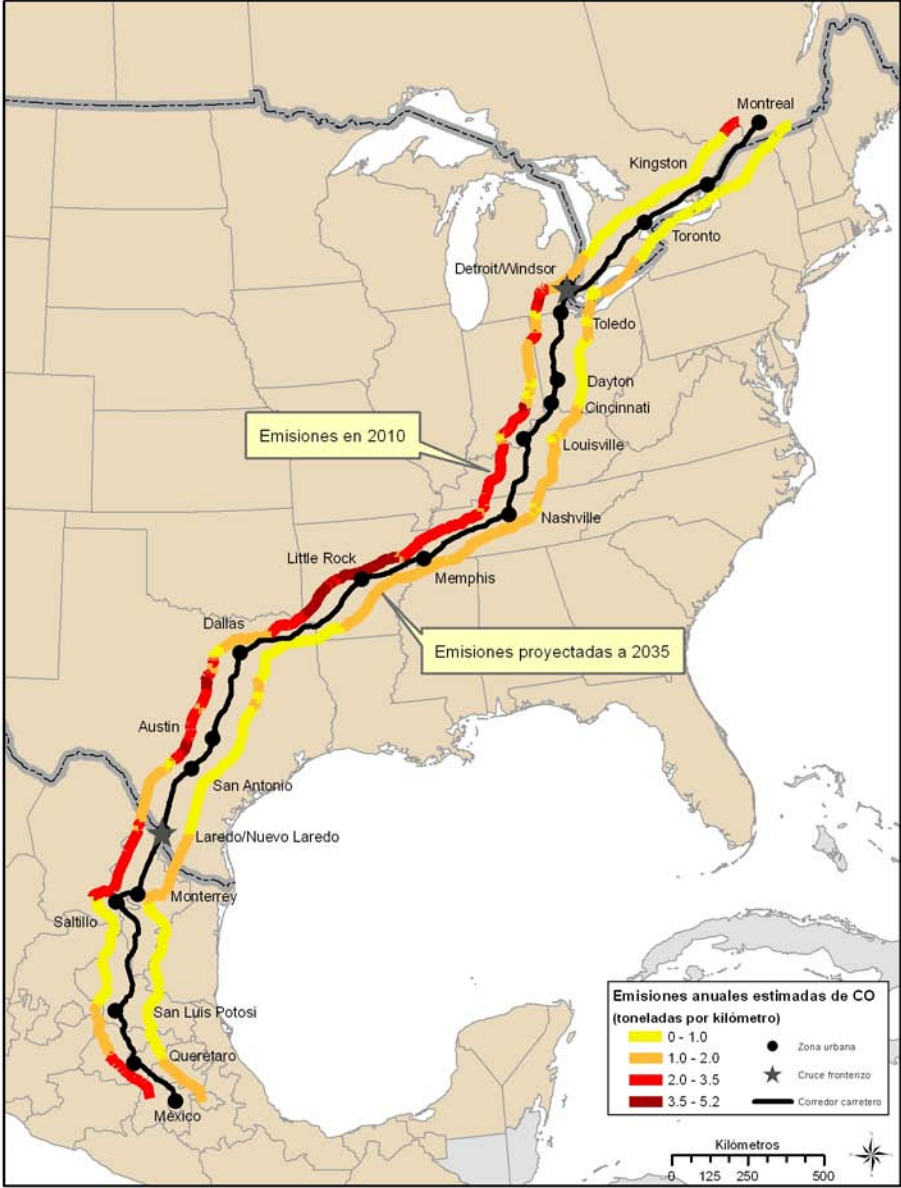 Montreal
Kingston
Toronto
Detroit/Windsor
Toledo
Dayton
Cincinnati
Emisiones en 2010
Louisville
Nashville
Little Rock
Memphis
Dallas
Emisiones proyectadas a 2035
Austin
San Antonio
Laredo/Nuevo Laredo
Monterrey
Saltillo
San Luis Potosi
Querétaro
México
Emisiones anuales estimadas de CO
(toneladas por kilómetro)
0 - 1.0
1.0 - 2.0
2.0 - 3.5
3.5 - 5.2
Zona urbana
Cruce fronterizo
Corredor carretero
Kilómetros
0 125 250 500